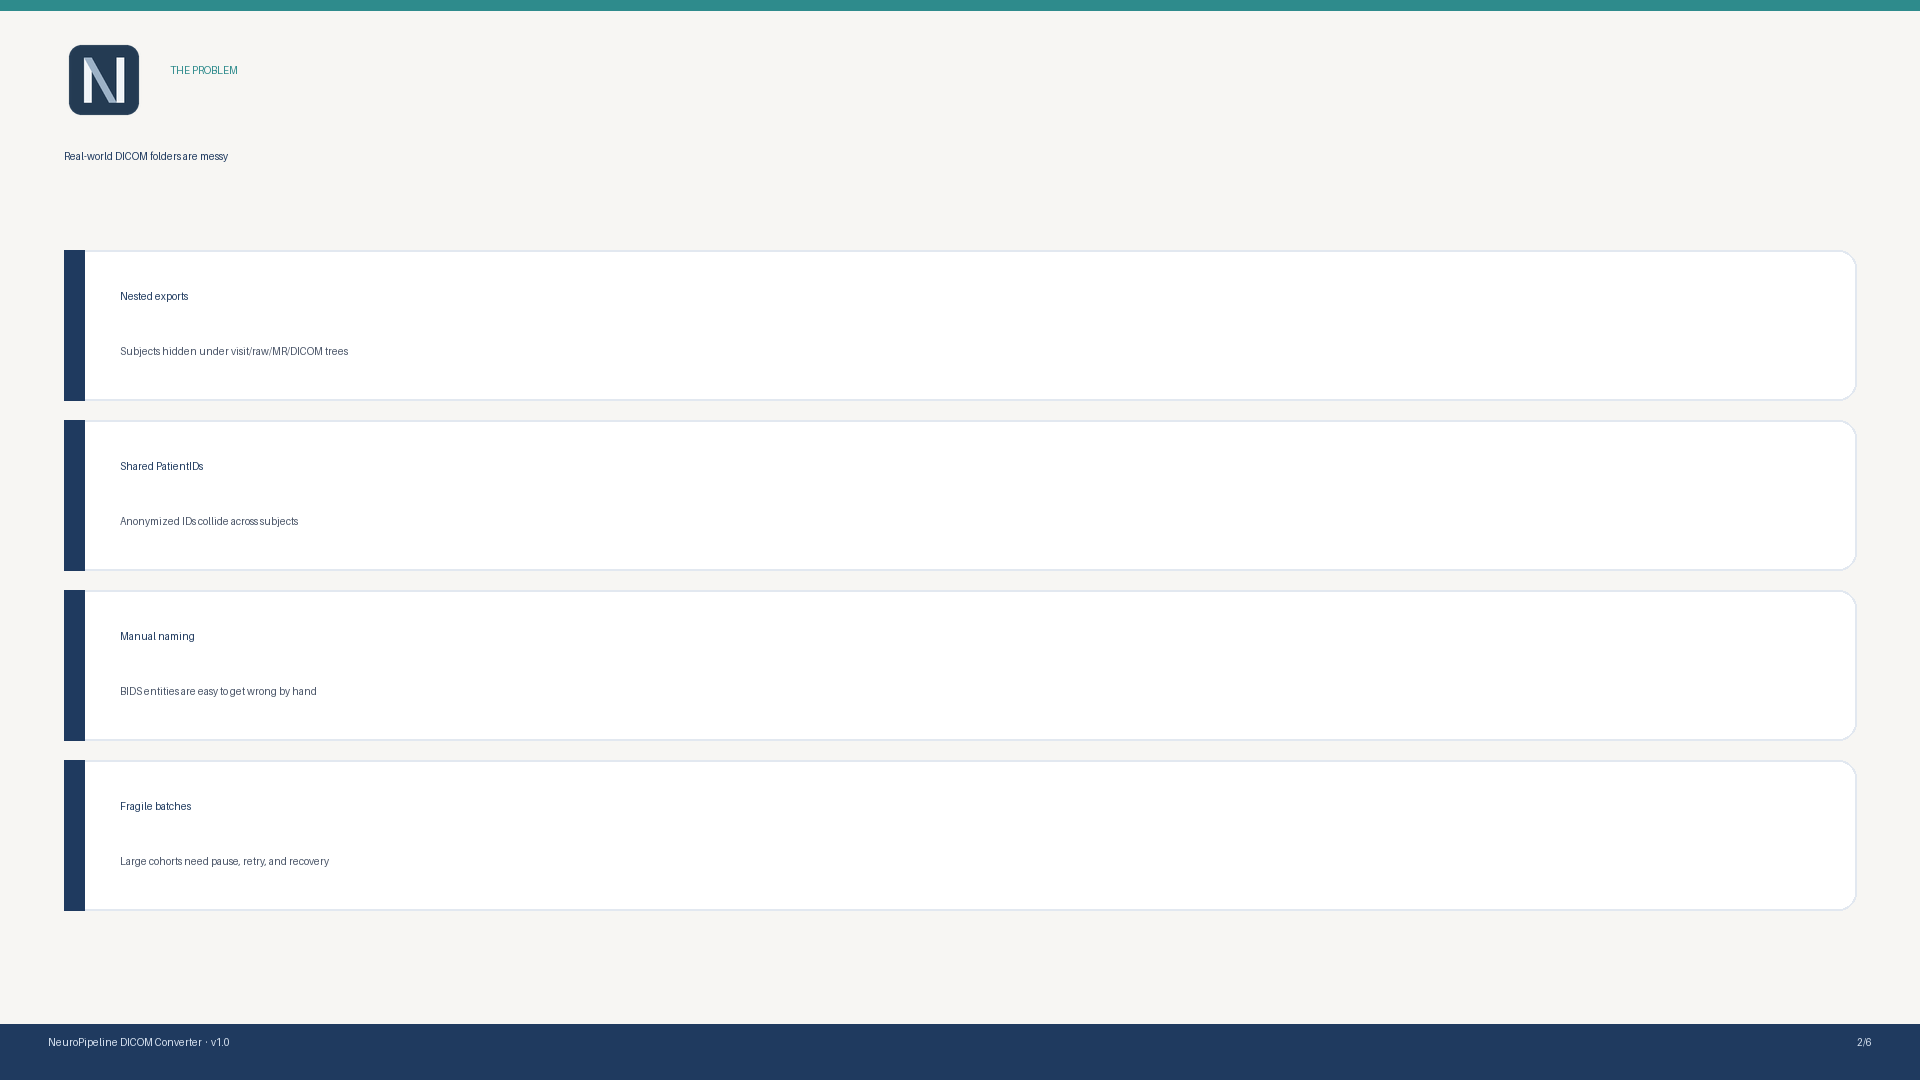 N
THE PROBLEM
Real-world DICOM folders are messy
Nested exports
Subjects hidden under visit/raw/MR/DICOM trees
Shared PatientIDs
Anonymized IDs collide across subjects
Manual naming
BIDS entities are easy to get wrong by hand
Fragile batches
Large cohorts need pause, retry, and recovery
NeuroPipeline DICOM Converter · v1.0
2/6